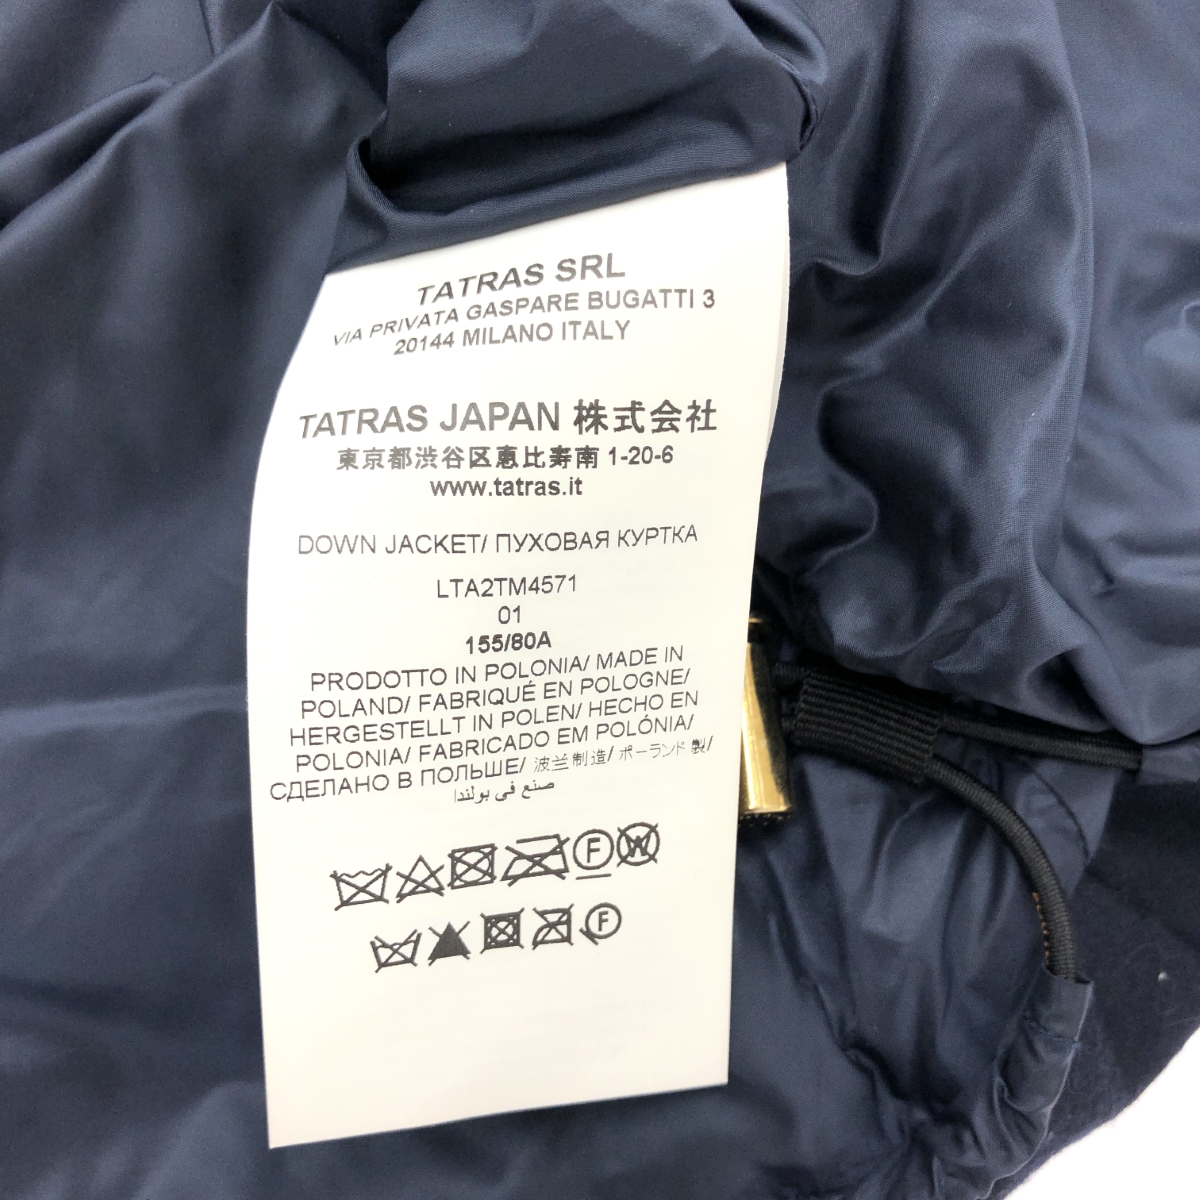 TATRAS SRL
VIA PRIVATA GASPARE BUGATTI 3
20144 MILANO ITALY
TATRAS JAPAN 株式会社
東京都渋谷区恵比寿南 1-20-6
www.tatras.it
DOWN JACKET/ ПУХОВАЯ КУРТКА
LTA2TM4571
01
155/80A
PRODOTTO IN POLONIA/ MADE IN
POLAND/ FABRIQUÉ EN POLOGNE/
HERGESTELLT IN POLEN/ HECHO EN
POLONIA/ FABRICADO EM POLÓNIA/
СДЕЛАНО В ПОЛЬШЕ/ 波兰制造/ ポーランド 製/
صنع في بولندا
F W
F